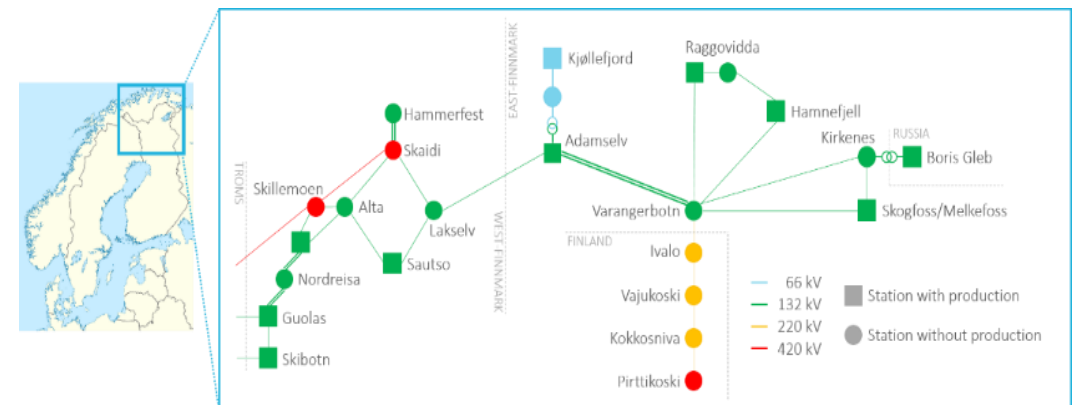 EAST-FINNMARK
Kjøllefjord
Raggovidda
Hammerfest
Hamnefjell
Adamselv
Kirkenes
RUSSIA
Skaidi
Boris Gleb
TROMS
Skillemoen
Alta
Lakselv
WEST FINNMARK
Varangerbotn
Skogfoss/Melkefoss
FINLAND
Ivalo
Sautso
Nordreisa
66 kV
Vajukoski
132 kV
Station with production
Guolas
220 kV
Kokkosniva
Station without production
420 kV
Skibotn
Pirttikoski